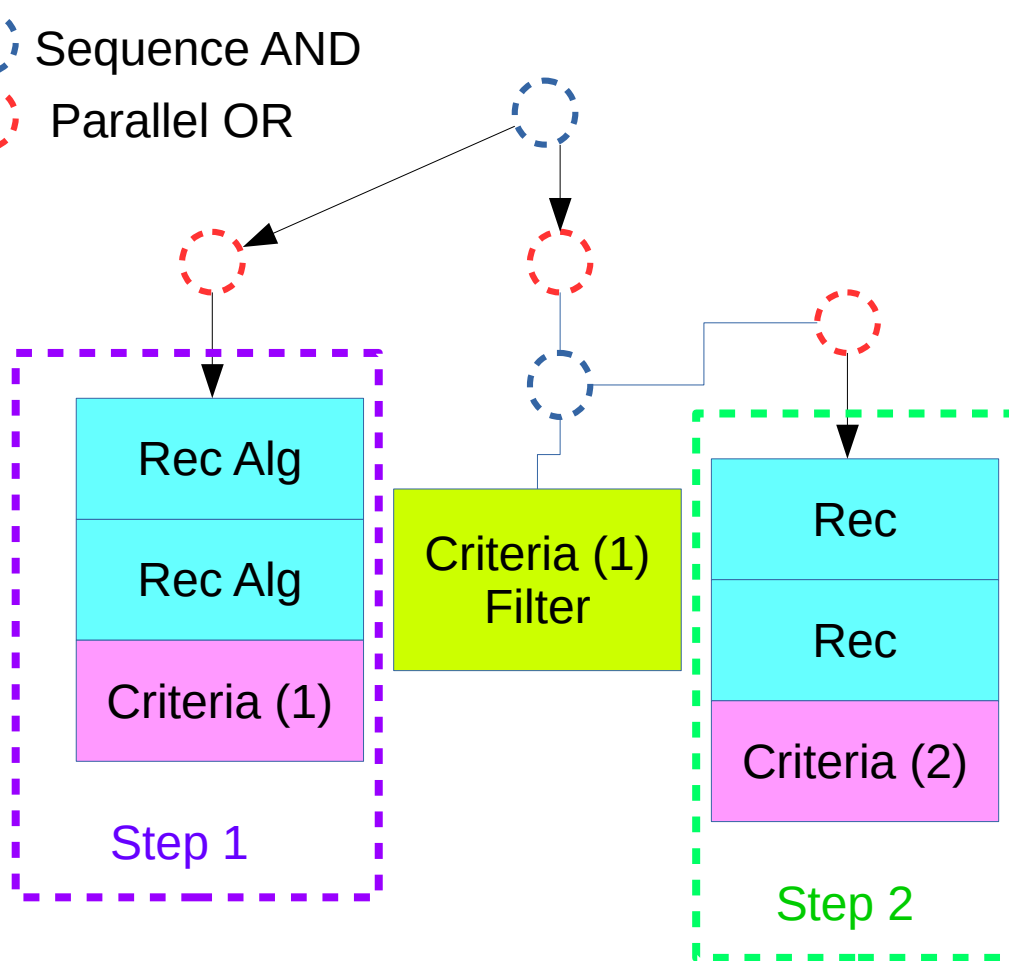 Sequence AND
Parallel OR
Rec Alg
Rec Alg
Criteria (1)
Step 1
Criteria (1)
Filter
Rec
Rec
Criteria (2)
Step 2